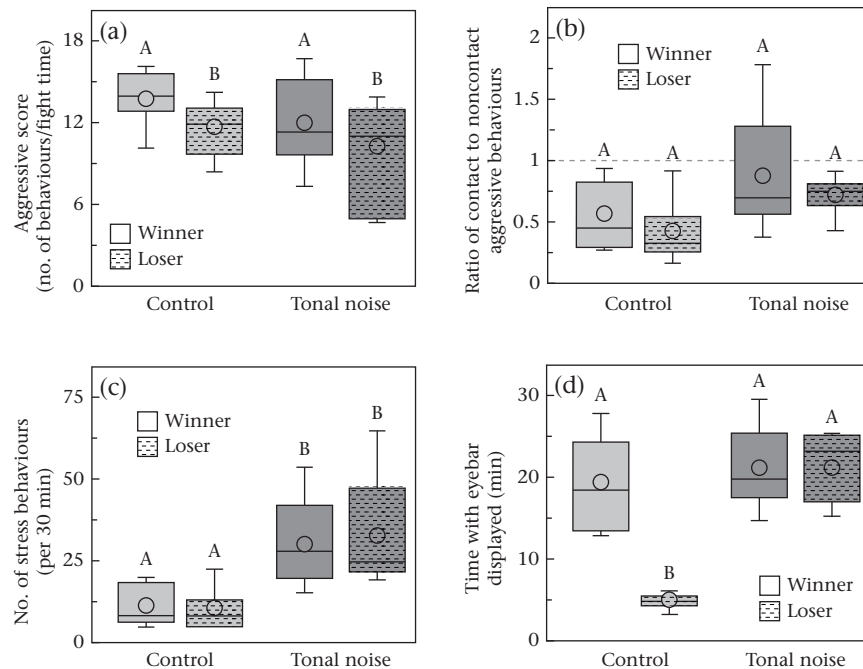 (a)
18
12
6
0
Aggressive score
(no. of behaviours/fight time)
A
B
A
B
Winner
Loser
Control
Tonal noise
(b)
2
1.5
1
0.5
0
Ratio of contact to noncontact
aggressive behaviours
Winner
Loser
A
A
A
A
Control
Tonal noise
(c)
75
50
25
0
No. of stress behaviours
(per 30 min)
Winner
Loser
A
A
B
B
Control
Tonal noise
(d)
30
20
10
0
Time with eyebar
displayed (min)
A
B
A
A
Winner
Loser
Control
Tonal noise